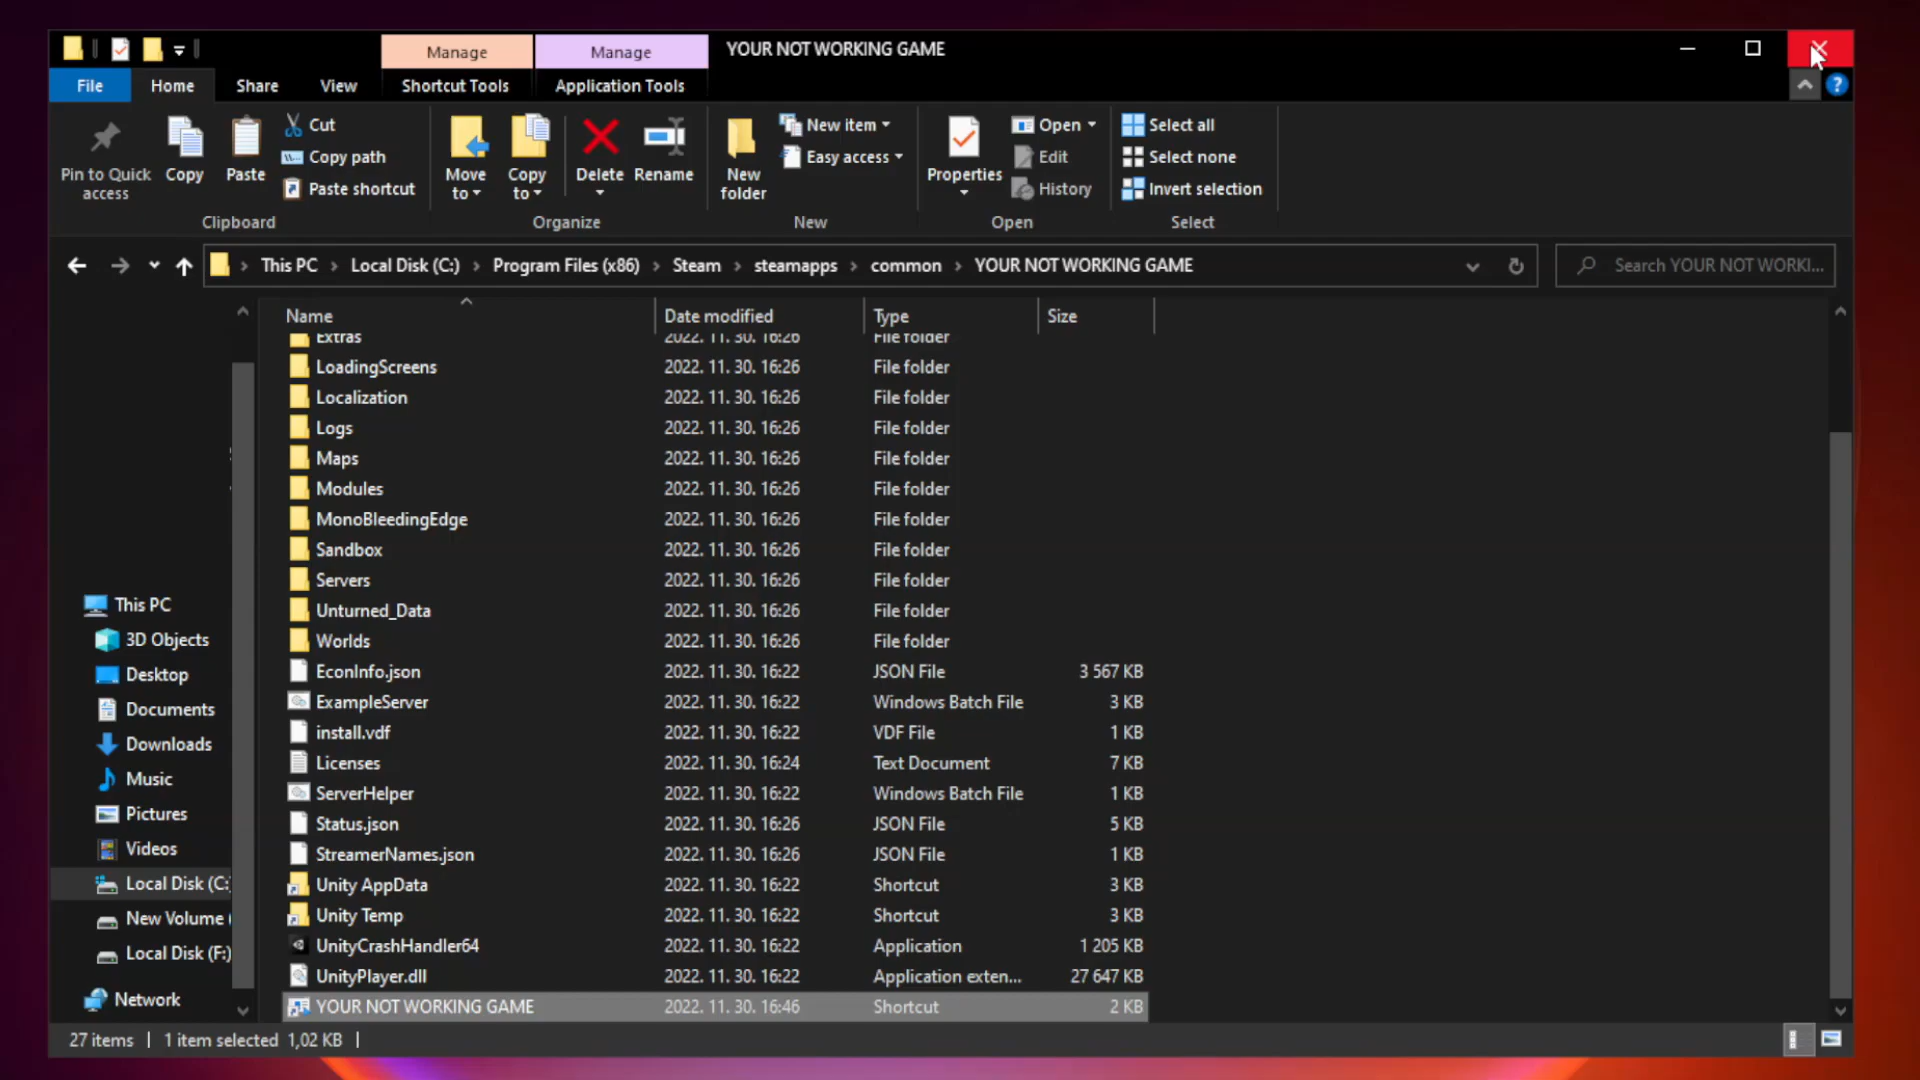 Manage
Manage
YOUR NOT WORKING GAME
File
Home
Share
View
Shortcut Tools
Application Tools
Pin to Quick access
Copy
Paste
Cut
Copy path
Paste shortcut
Clipboard
Move to
Copy to
Delete
Rename
Organize
New folder
New item
Easy access
New
Properties
Open
Edit
History
Open
Select all
Select none
Invert selection
Select
This PC > Local Disk (C:) > Program Files (x86) > Steam > steamapps > common > YOUR NOT WORKING GAME
Search YOUR NOT WORKI...
Name Date modified Type Size
Extras 2022. 11. 30. 16:26 File folder
LoadingScreens 2022. 11. 30. 16:26 File folder
Localization 2022. 11. 30. 16:26 File folder
Logs 2022. 11. 30. 16:26 File folder
Maps 2022. 11. 30. 16:26 File folder
Modules 2022. 11. 30. 16:26 File folder
MonoBleedingEdge 2022. 11. 30. 16:26 File folder
Sandbox 2022. 11. 30. 16:26 File folder
Servers 2022. 11. 30. 16:26 File folder
Unturned_Data 2022. 11. 30. 16:26 File folder
Worlds 2022. 11. 30. 16:26 File folder
EconInfo.json 2022. 11. 30. 16:22 JSON File 3 567 KB
ExampleServer 2022. 11. 30. 16:22 Windows Batch File 3 KB
install.vdf 2022. 11. 30. 16:22 VDF File 1 KB
Licenses 2022. 11. 30. 16:24 Text Document 7 KB
ServerHelper 2022. 11. 30. 16:22 Windows Batch File 1 KB
Status.json 2022. 11. 30. 16:26 JSON File 5 KB
StreamerNames.json 2022. 11. 30. 16:26 JSON File 1 KB
Unity AppData 2022. 11. 30. 16:22 Shortcut 3 KB
Unity Temp 2022. 11. 30. 16:22 Shortcut 3 KB
UnityCrashHandler64 2022. 11. 30. 16:22 Application 1 205 KB
UnityPlayer.dll 2022. 11. 30. 16:22 Application exten... 27 647 KB
YOUR NOT WORKING GAME 2022. 11. 30. 16:46 Shortcut 2 KB
This PC
3D Objects
Desktop
Documents
Downloads
Music
Pictures
Videos
Local Disk (C:)
New Volume (
Local Disk (F:)
Network
27 items | 1 item selected 1,02 KB |